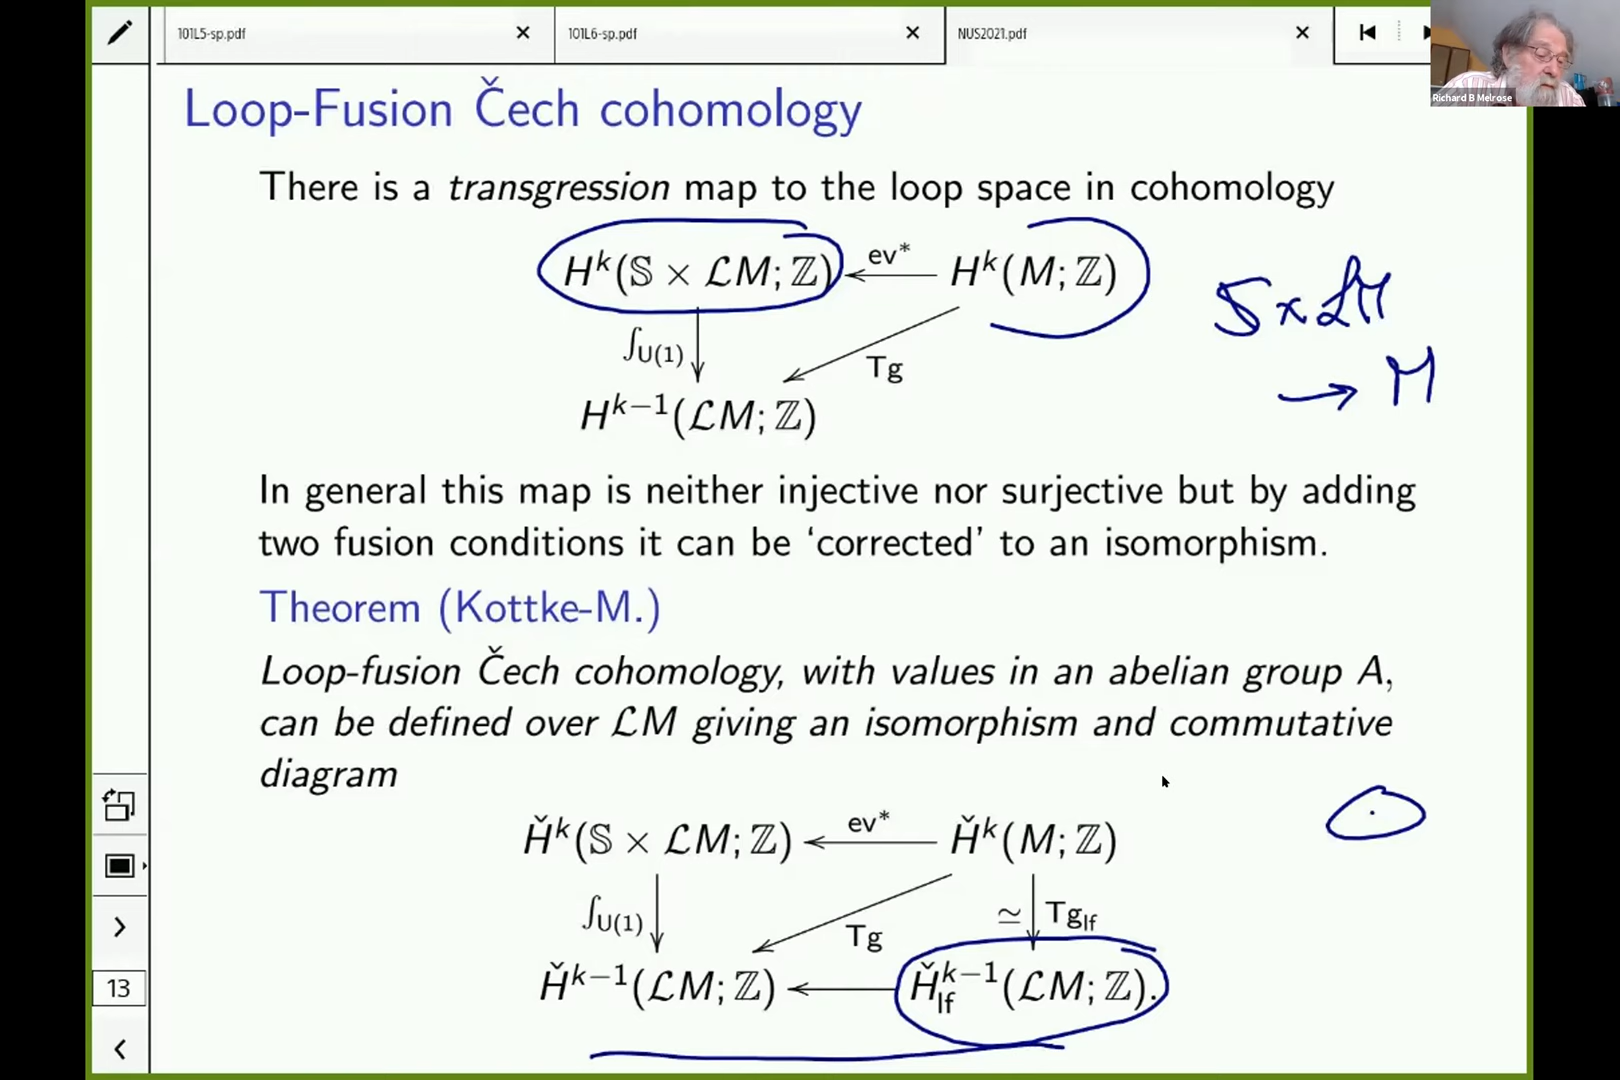 101L5-sp.pdf 101L6-sp.pdf NUS2021.pdf
Richard B Melrose
Loop-Fusion Čech cohomology
There is a transgression map to the loop space in cohomology
H^k(𝕊 × ℒM; ℤ) ev* H^k(M; ℤ)
∫_U(1) Tg
H^{k−1}(ℒM; ℤ)
𝕊 × ℒM
→ M
In general this map is neither injective nor surjective but by adding
two fusion conditions it can be ‘corrected’ to an isomorphism.
Theorem (Kottke-M.)
Loop-fusion Čech cohomology, with values in an abelian group A,
can be defined over ℒM giving an isomorphism and commutative
diagram
Ȟ^k(𝕊 × ℒM; ℤ) ev* Ȟ^k(M; ℤ)
∫_U(1) Tg ≃ Tg_lf
Ȟ^{k−1}(ℒM; ℤ) Ȟ^{k−1}_lf(ℒM; ℤ).
13